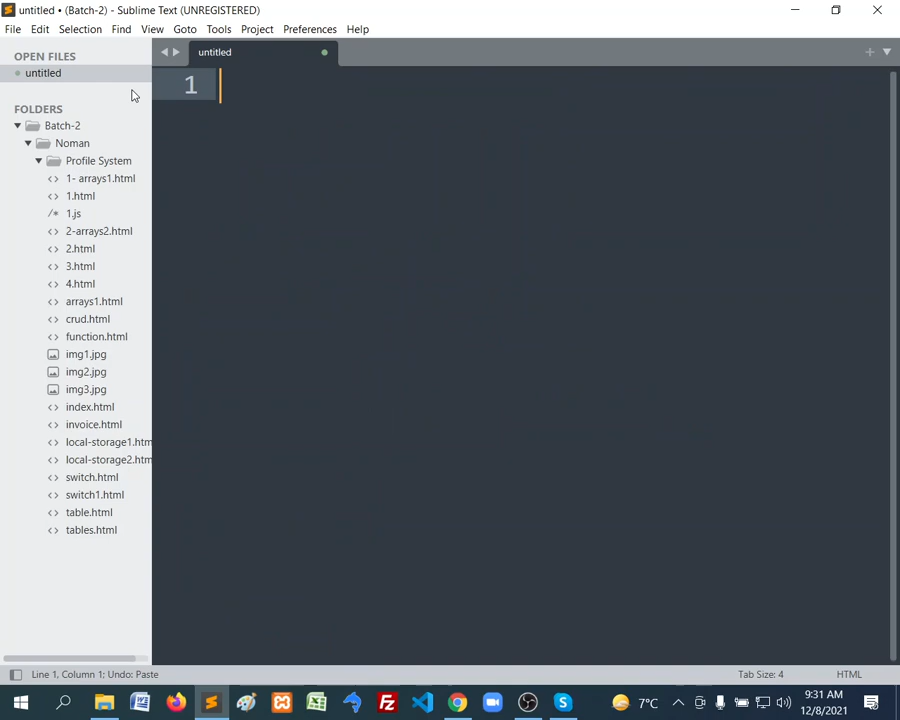 untitled • (Batch-2) - Sublime Text (UNREGISTERED)
File Edit Selection Find View Goto Tools Project Preferences Help
OPEN FILES
untitled
untitled
1
FOLDERS
Batch-2
Noman
Profile System
1- arrays1.html
1.html
/* 1.js
2-arrays2.html
2.html
3.html
4.html
arrays1.html
crud.html
function.html
img1.jpg
img2.jpg
img3.jpg
index.html
invoice.html
local-storage1.htm
local-storage2.htm
switch.html
switch1.html
table.html
tables.html
Line 1, Column 1; Undo: Paste Tab Size: 4 HTML
7°C
9:31 AM
12/8/2021